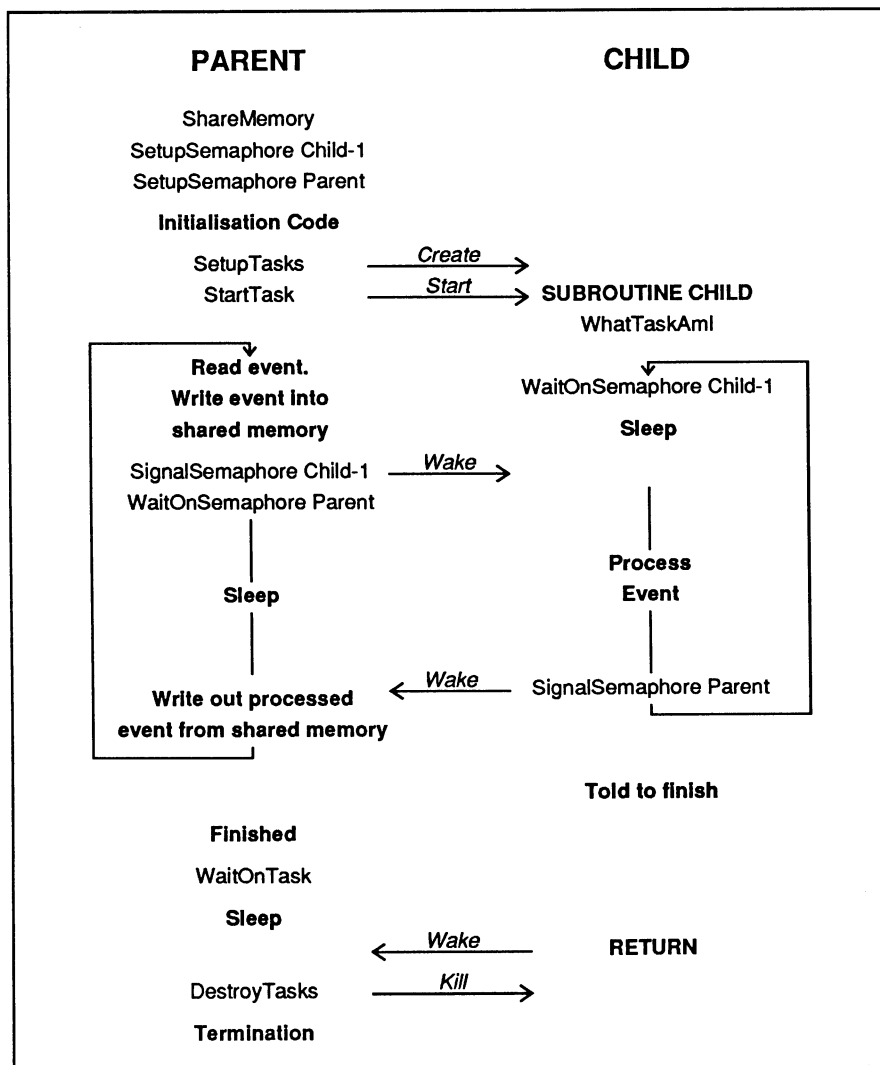 PARENT
CHILD
ShareMemory
SetupSemaphore Child-1
SetupSemaphore Parent
Initialisation Code
SetupTasks
Create
StartTask
Start
SUBROUTINE CHILD
WhatTaskAmI
Read event.
Write event into
shared memory
WaitOnSemaphore Child-1
Sleep
SignalSemaphore Child-1
Wake
WaitOnSemaphore Parent
Process
Event
Sleep
Wake
SignalSemaphore Parent
Write out processed
event from shared memory
Told to finish
Finished
WaitOnTask
Sleep
Wake
RETURN
DestroyTasks
Kill
Termination